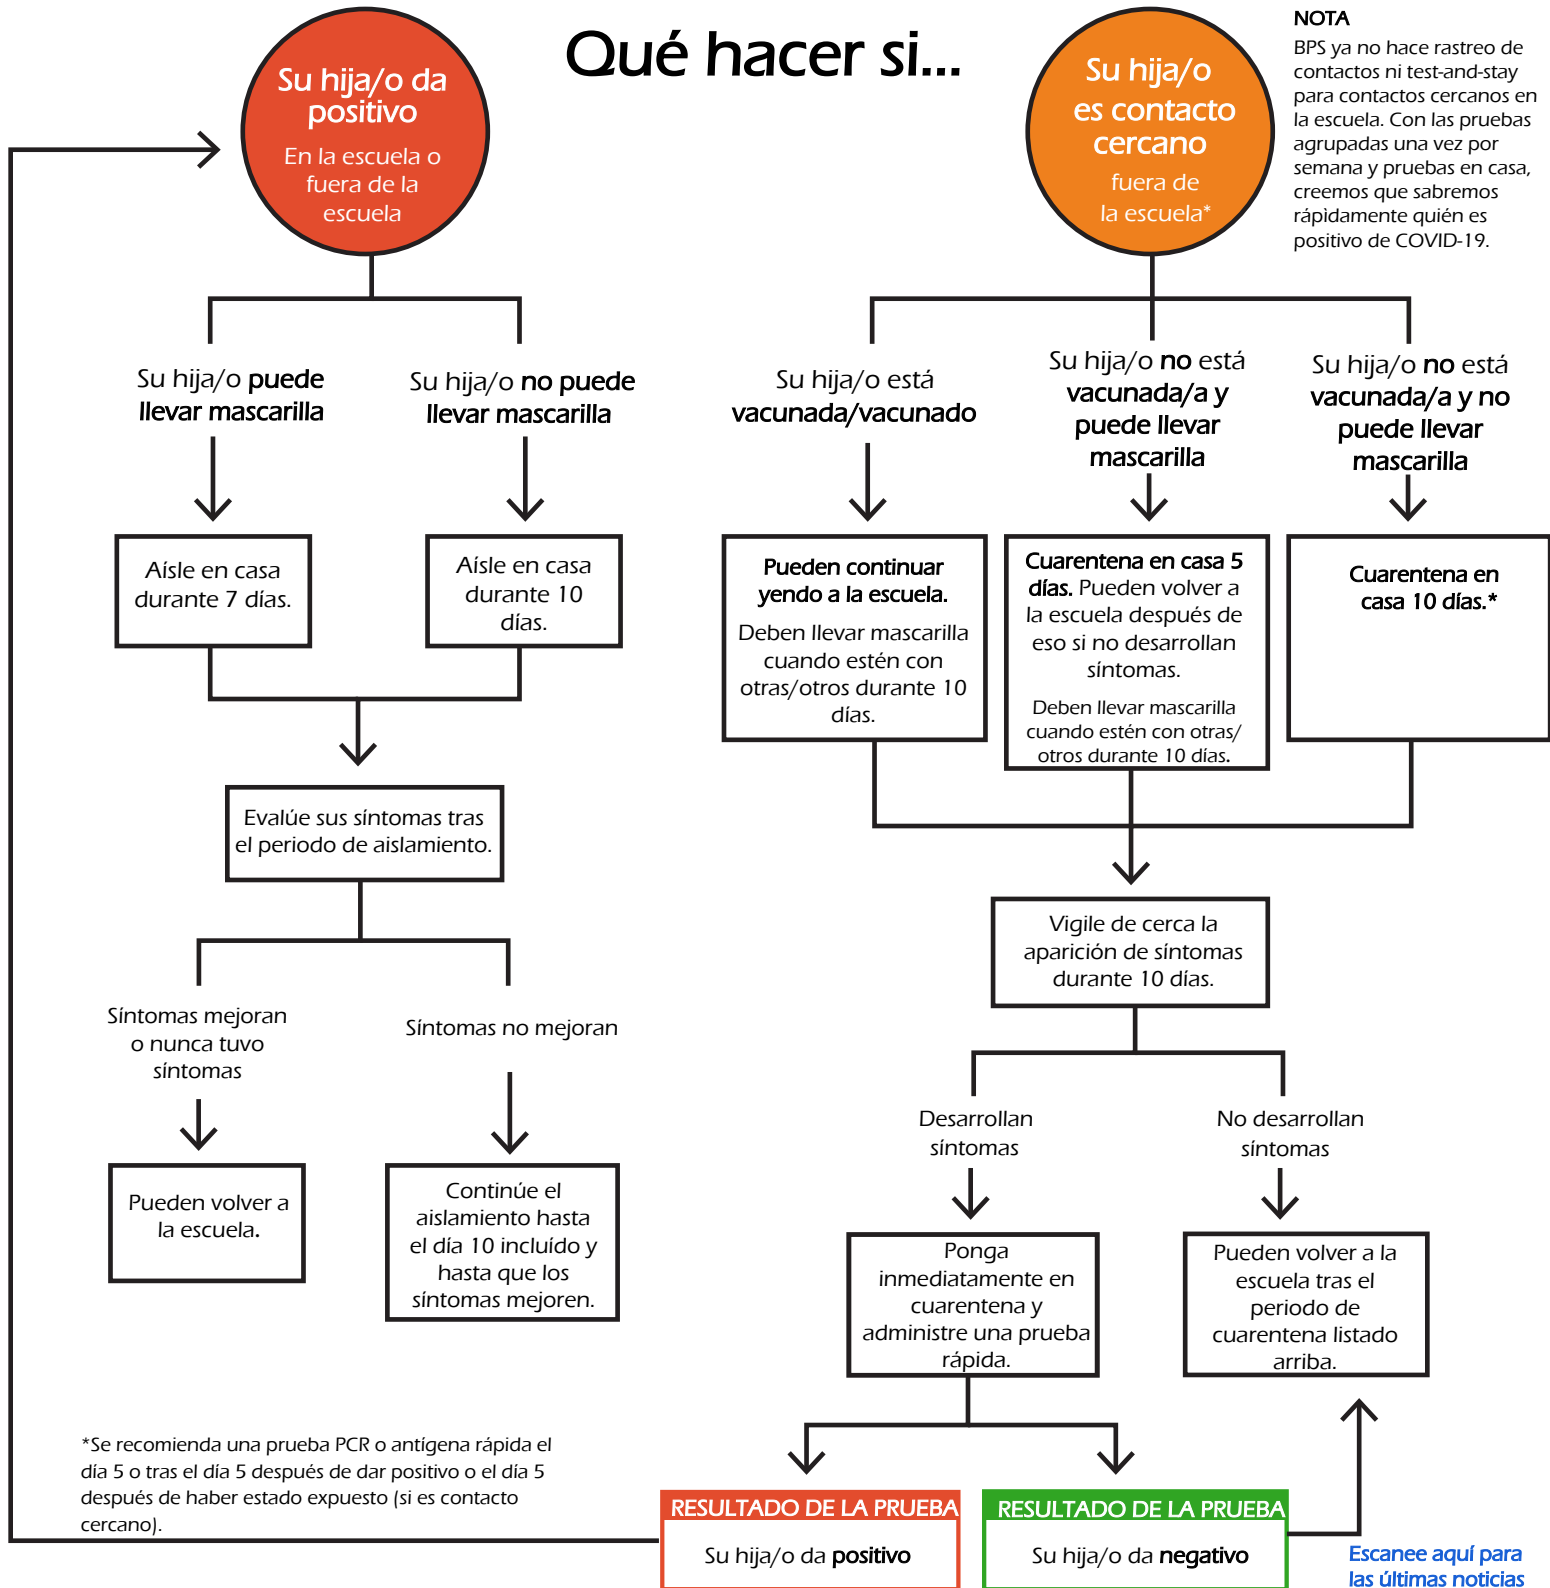 Qué hacer si...
Su hija/o da
positivo
En la escuela o
fuera de la
escuela
Su hija/o
es contacto
cercano
fuera de
la escuela*
NOTA
BPS ya no hace rastreo de
contactos ni test-and-stay
para contactos cercanos en
la escuela. Con las pruebas
agrupadas una vez por
semana y pruebas en casa,
creemos que sabremos
rápidamente quién es
positivo de COVID-19.
Su hija/o puede
llevar mascarilla
Su hija/o no puede
llevar mascarilla
Su hija/o está
vacunada/vacunado
Su hija/o no está
vacunada/a y
puede llevar
mascarilla
Su hija/o no está
vacunada/a y no
puede llevar
mascarilla
Aísle en casa
durante 7 días.
Aísle en casa
durante 10
días.
Pueden continuar
yendo a la escuela.
Deben llevar mascarilla
cuando estén con
otras/otros durante 10
días.
Cuarentena en casa 5
días. Pueden volver a
la escuela después de
eso si no desarrollan
síntomas.
Deben llevar mascarilla
cuando estén con otras/
otros durante 10 días.
Cuarentena en
casa 10 días.*
Evalúe sus síntomas tras
el periodo de aislamiento.
Vigile de cerca la
aparición de síntomas
durante 10 días.
Síntomas mejoran
o nunca tuvo
síntomas
Síntomas no mejoran
Desarrollan
síntomas
No desarrollan
síntomas
Pueden volver a
la escuela.
Continúe el
aislamiento hasta
el día 10 incluído y
hasta que los
síntomas mejoren.
Ponga
inmediatamente en
cuarentena y
administre una prueba
rápida.
Pueden volver a la
escuela tras el
periodo de
cuarentena listado
arriba.
*Se recomienda una prueba PCR o antígena rápida el
día 5 o tras el día 5 después de dar positivo o el día 5
después de haber estado expuesto (si es contacto
cercano).
RESULTADO DE LA PRUEBA
Su hija/o da positivo
RESULTADO DE LA PRUEBA
Su hija/o da negativo
Escanee aquí para
las últimas noticias